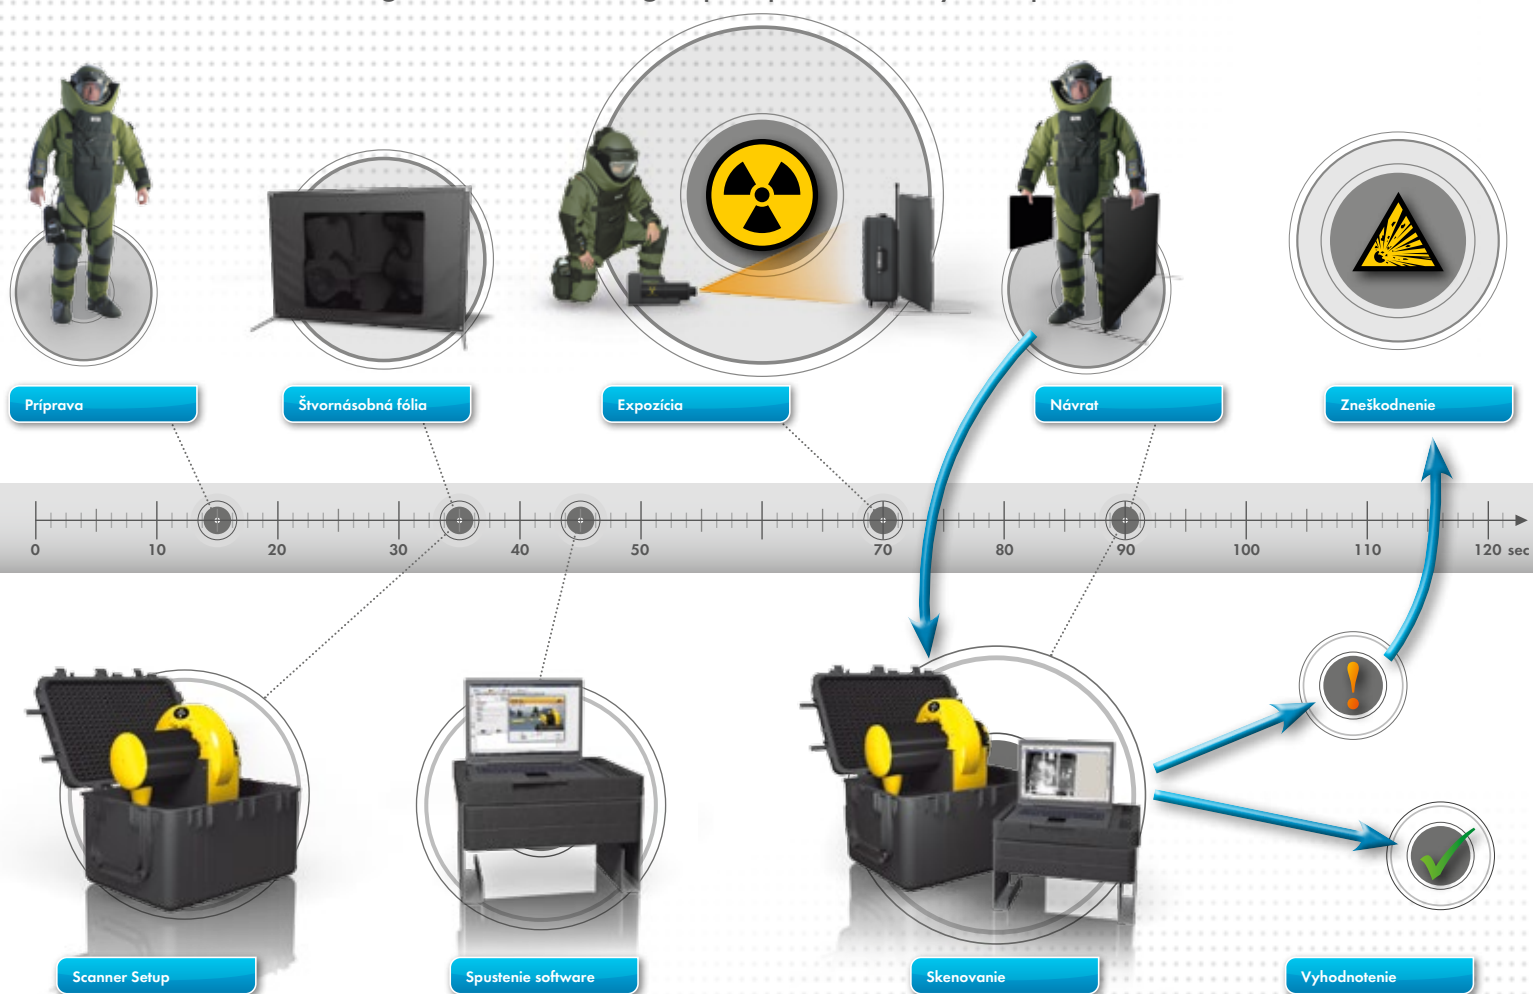 Príprava
Štvornásobná fólia
Expozícia
Návrat
Zneškodnenie
0 10 20 30 40 50 70 80 90 100 110 120 sec
Scanner Setup
Spustenie software
Skenovanie
Vyhodnotenie